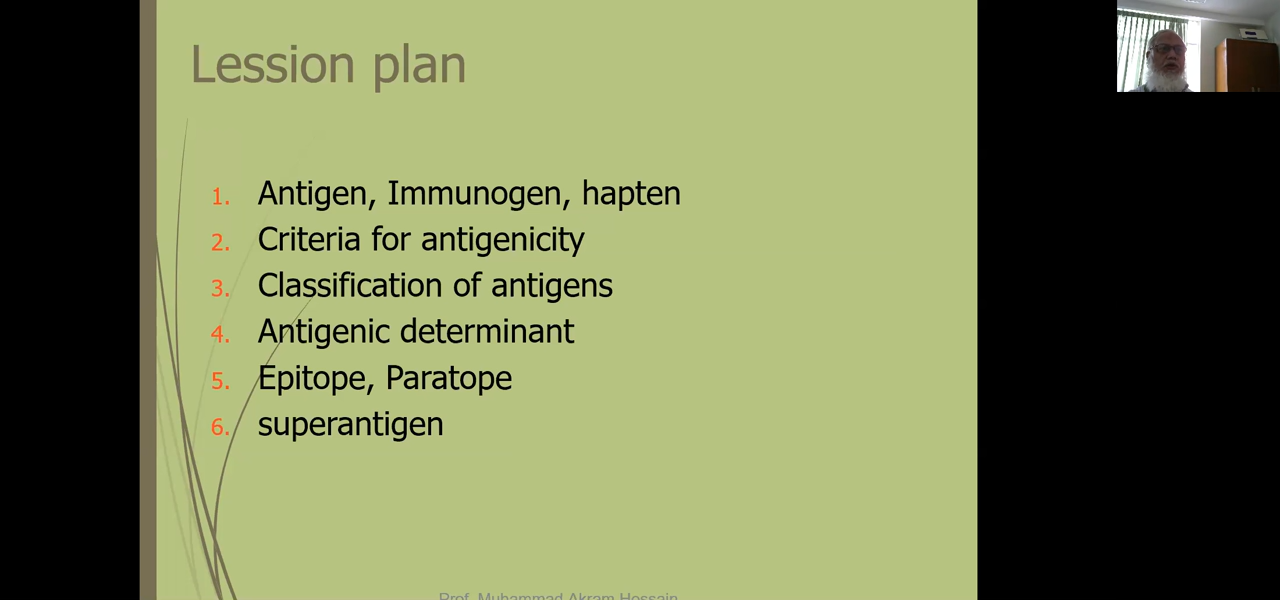 Lession plan
1. Antigen, Immunogen, hapten
2. Criteria for antigenicity
3. Classification of antigens
4. Antigenic determinant
5. Epitope, Paratope
6. superantigen
Prof. Muhammad Akram Hossain